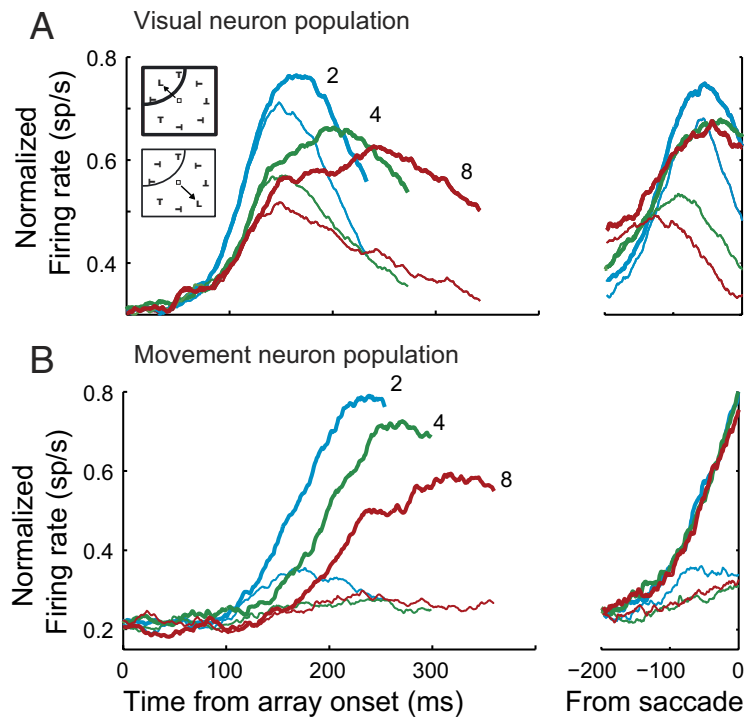 A
Visual neuron population
Normalized
Firing rate (sp/s)
0.8
0.6
0.4
2
4
8
T
L
T
T
T
T
T
T
T
T
T
T
T
T
T
L
B
Movement neuron population
Normalized
Firing rate (sp/s)
0.8
0.6
0.4
0.2
2
4
8
0
100
200
300
−200
−100
0
Time from array onset (ms)
From saccade